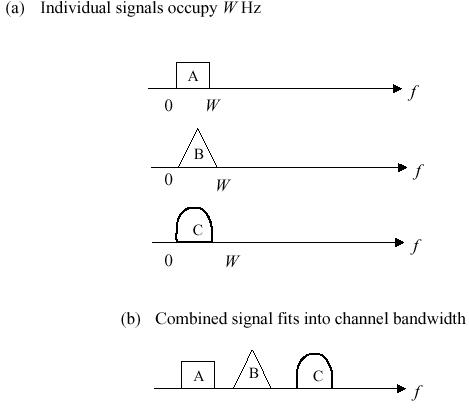 (a) Individual signals occupy W Hz
A
f
0 W
B
f
0 W
C
f
0 W
(b) Combined signal fits into channel bandwidth
A B C
f